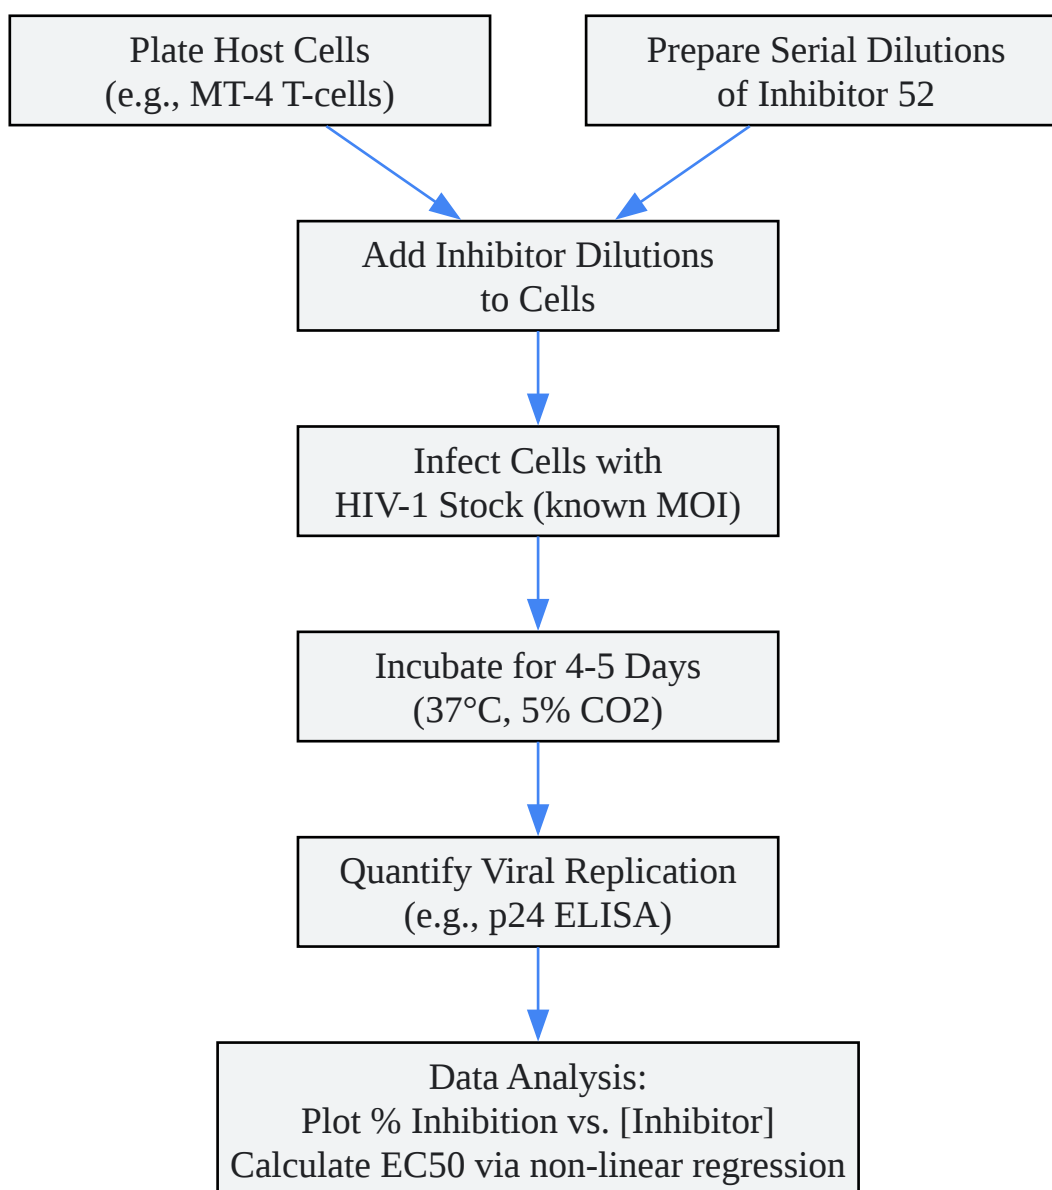 Plate Host Cells
(e.g., MT-4 T-cells)
Prepare Serial Dilutions
of Inhibitor 52
Add Inhibitor Dilutions
to Cells
Infect Cells with
HIV-1 Stock (known MOI)
Incubate for 4-5 Days
(37°C, 5% CO2)
Quantify Viral Replication
(e.g., p24 ELISA)
Data Analysis:
Plot % Inhibition vs. [Inhibitor]
Calculate EC50 via non-linear regression